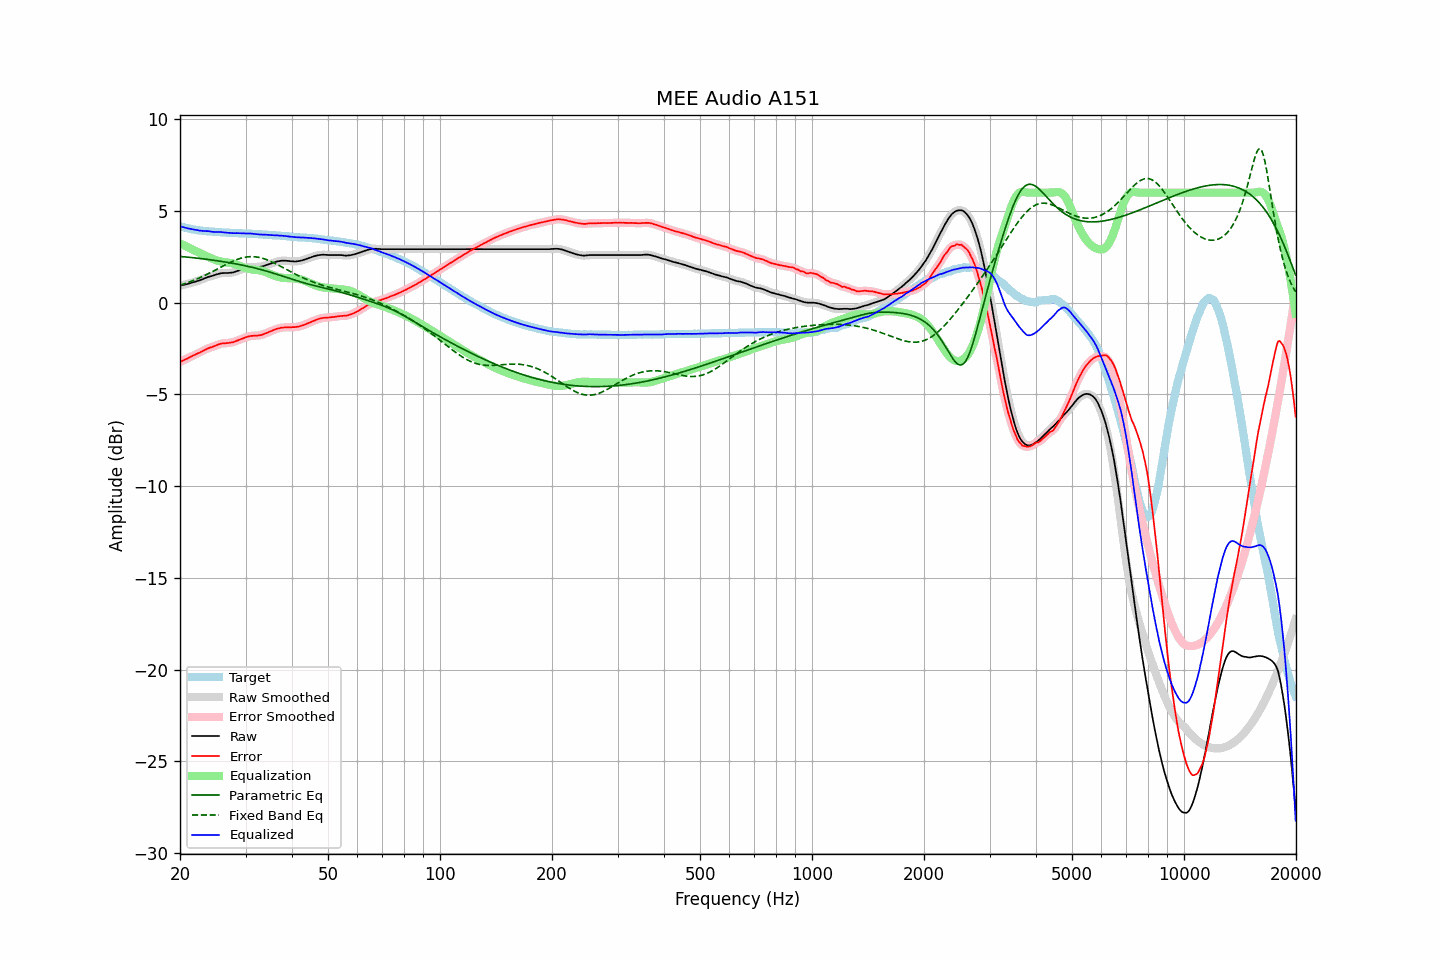 MEE Audio A151
10
5
0
−5
−10
−15
−20
−25
−30
Amplitude (dBr)
Target
Raw Smoothed
Error Smoothed
Raw
Error
Equalization
Parametric Eq
Fixed Band Eq
Equalized
20 50 100 200 500 1000 2000 5000 10000 20000
Frequency (Hz)